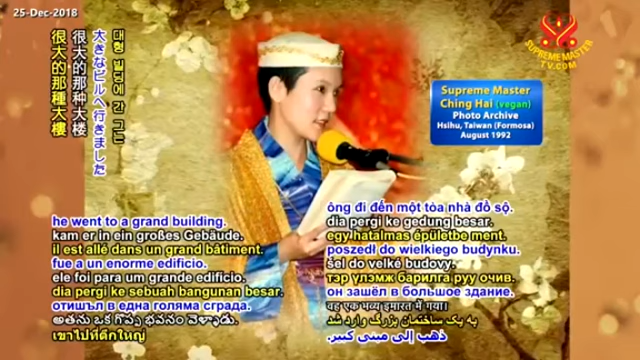 25-Dec-2018
대형 빌딩에 간 그는
大きなビルへ行きました
很大的那种大楼
很大的那種大樓
SUPREME MASTER
TV.COM
Supreme Master
Ching Hai (vegan)
Photo Archive
Hsihu, Taiwan (Formosa)
August 1992
he went to a grand building.
kam er in ein großes Gebäude.
il est allé dans un grand bâtiment.
fue a un enorme edificio.
ele foi para um grande edifício.
dia pergi ke sebuah bangunan besar.
отишъл в една голяма сграда.
అతను ఒక గొప్ప భవనం వెళ్ళాడు.
เขาไปที่ตึกใหญ่
ông đi đến một tòa nhà đồ sộ.
dia pergi ke gedung besar.
egy hatalmas épületbe ment.
poszedł do wielkiego budynku.
šel do velké budovy.
тэр үлэмж барилга руу очив.
он зашёл в большое здание.
वह एक भव्य इमारत में गया।
به یک ساختمان بزرگ وارد شد
ذهب إلى مبنى كبير.